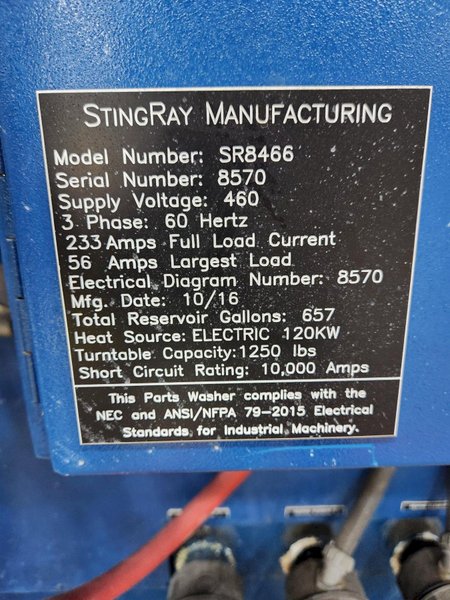 StingRay Manufacturing
Model Number: SR8466
Serial Number: 8570
Supply Voltage: 460
3 Phase: 60 Hertz
233 Amps Full Load Current
56 Amps Largest Load
Electrical Diagram Number: 8570
Mfg. Date: 10/16
Total Reservoir Gallons: 657
Heat Source: ELECTRIC 120KW
Turntable Capacity: 1250 lbs
Short Circuit Rating: 10,000 Amps
This Parts Washer complies with the
NEC and ANSI/NFPA 79-2015 Electrical
Standards for Industrial Machinery.